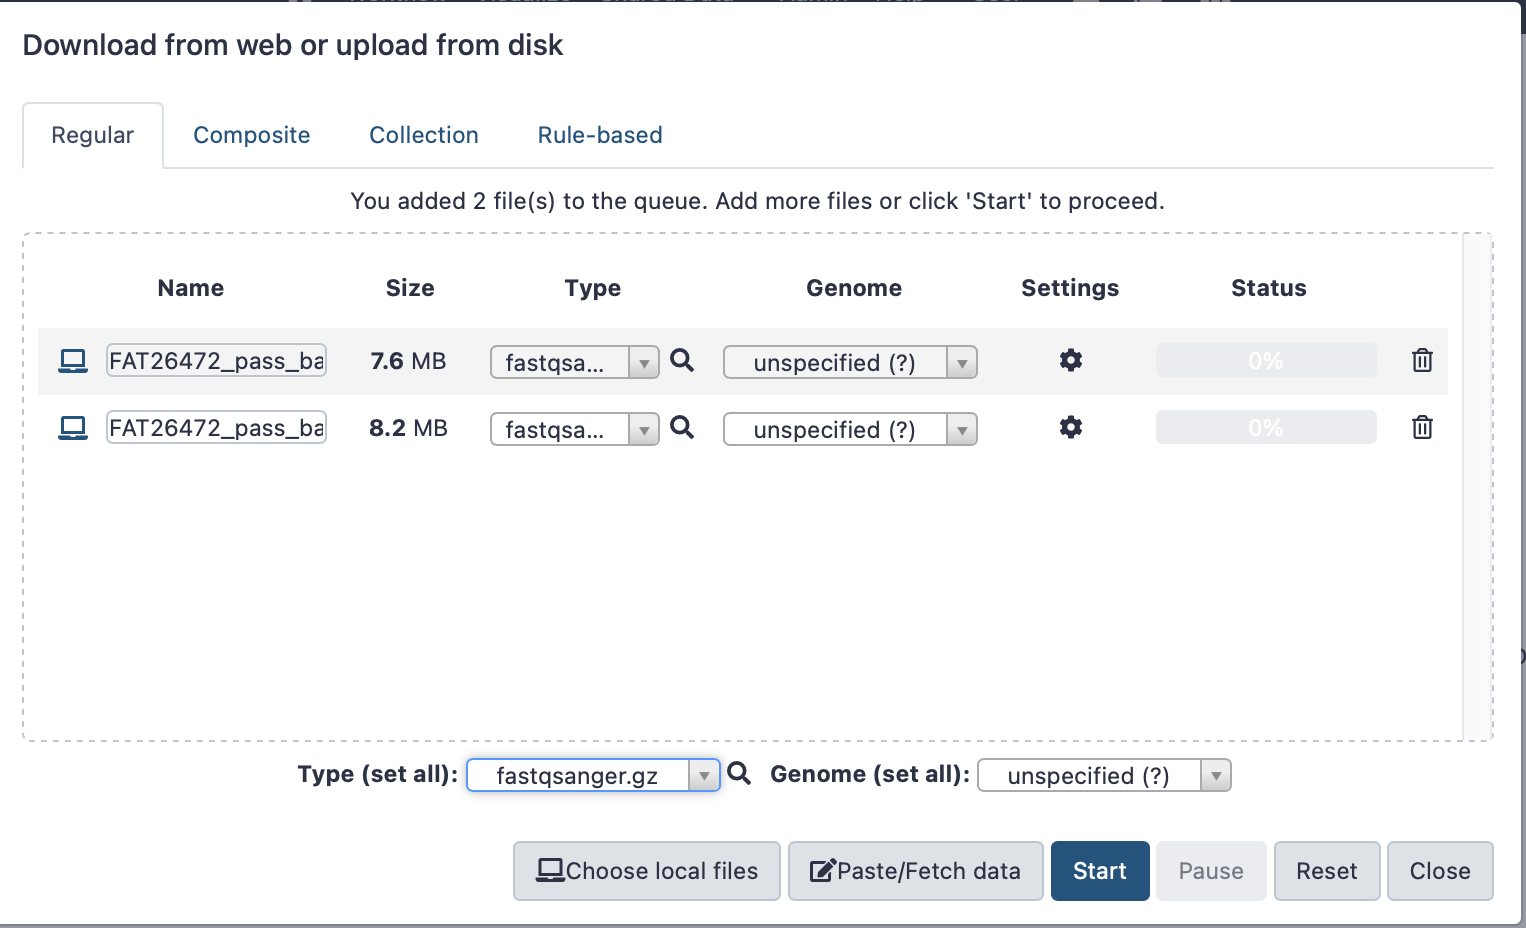 Download from web or upload from disk
Regular Composite Collection Rule-based
You added 2 file(s) to the queue. Add more files or click 'Start' to proceed.
Name Size Type Genome Settings Status
FAT26472_pass_ba 7.6 MB fastqsa... unspecified (?) 0%
FAT26472_pass_ba 8.2 MB fastqsa... unspecified (?) 0%
Type (set all): fastqsanger.gz Genome (set all): unspecified (?)
Choose local files Paste/Fetch data Start Pause Reset Close